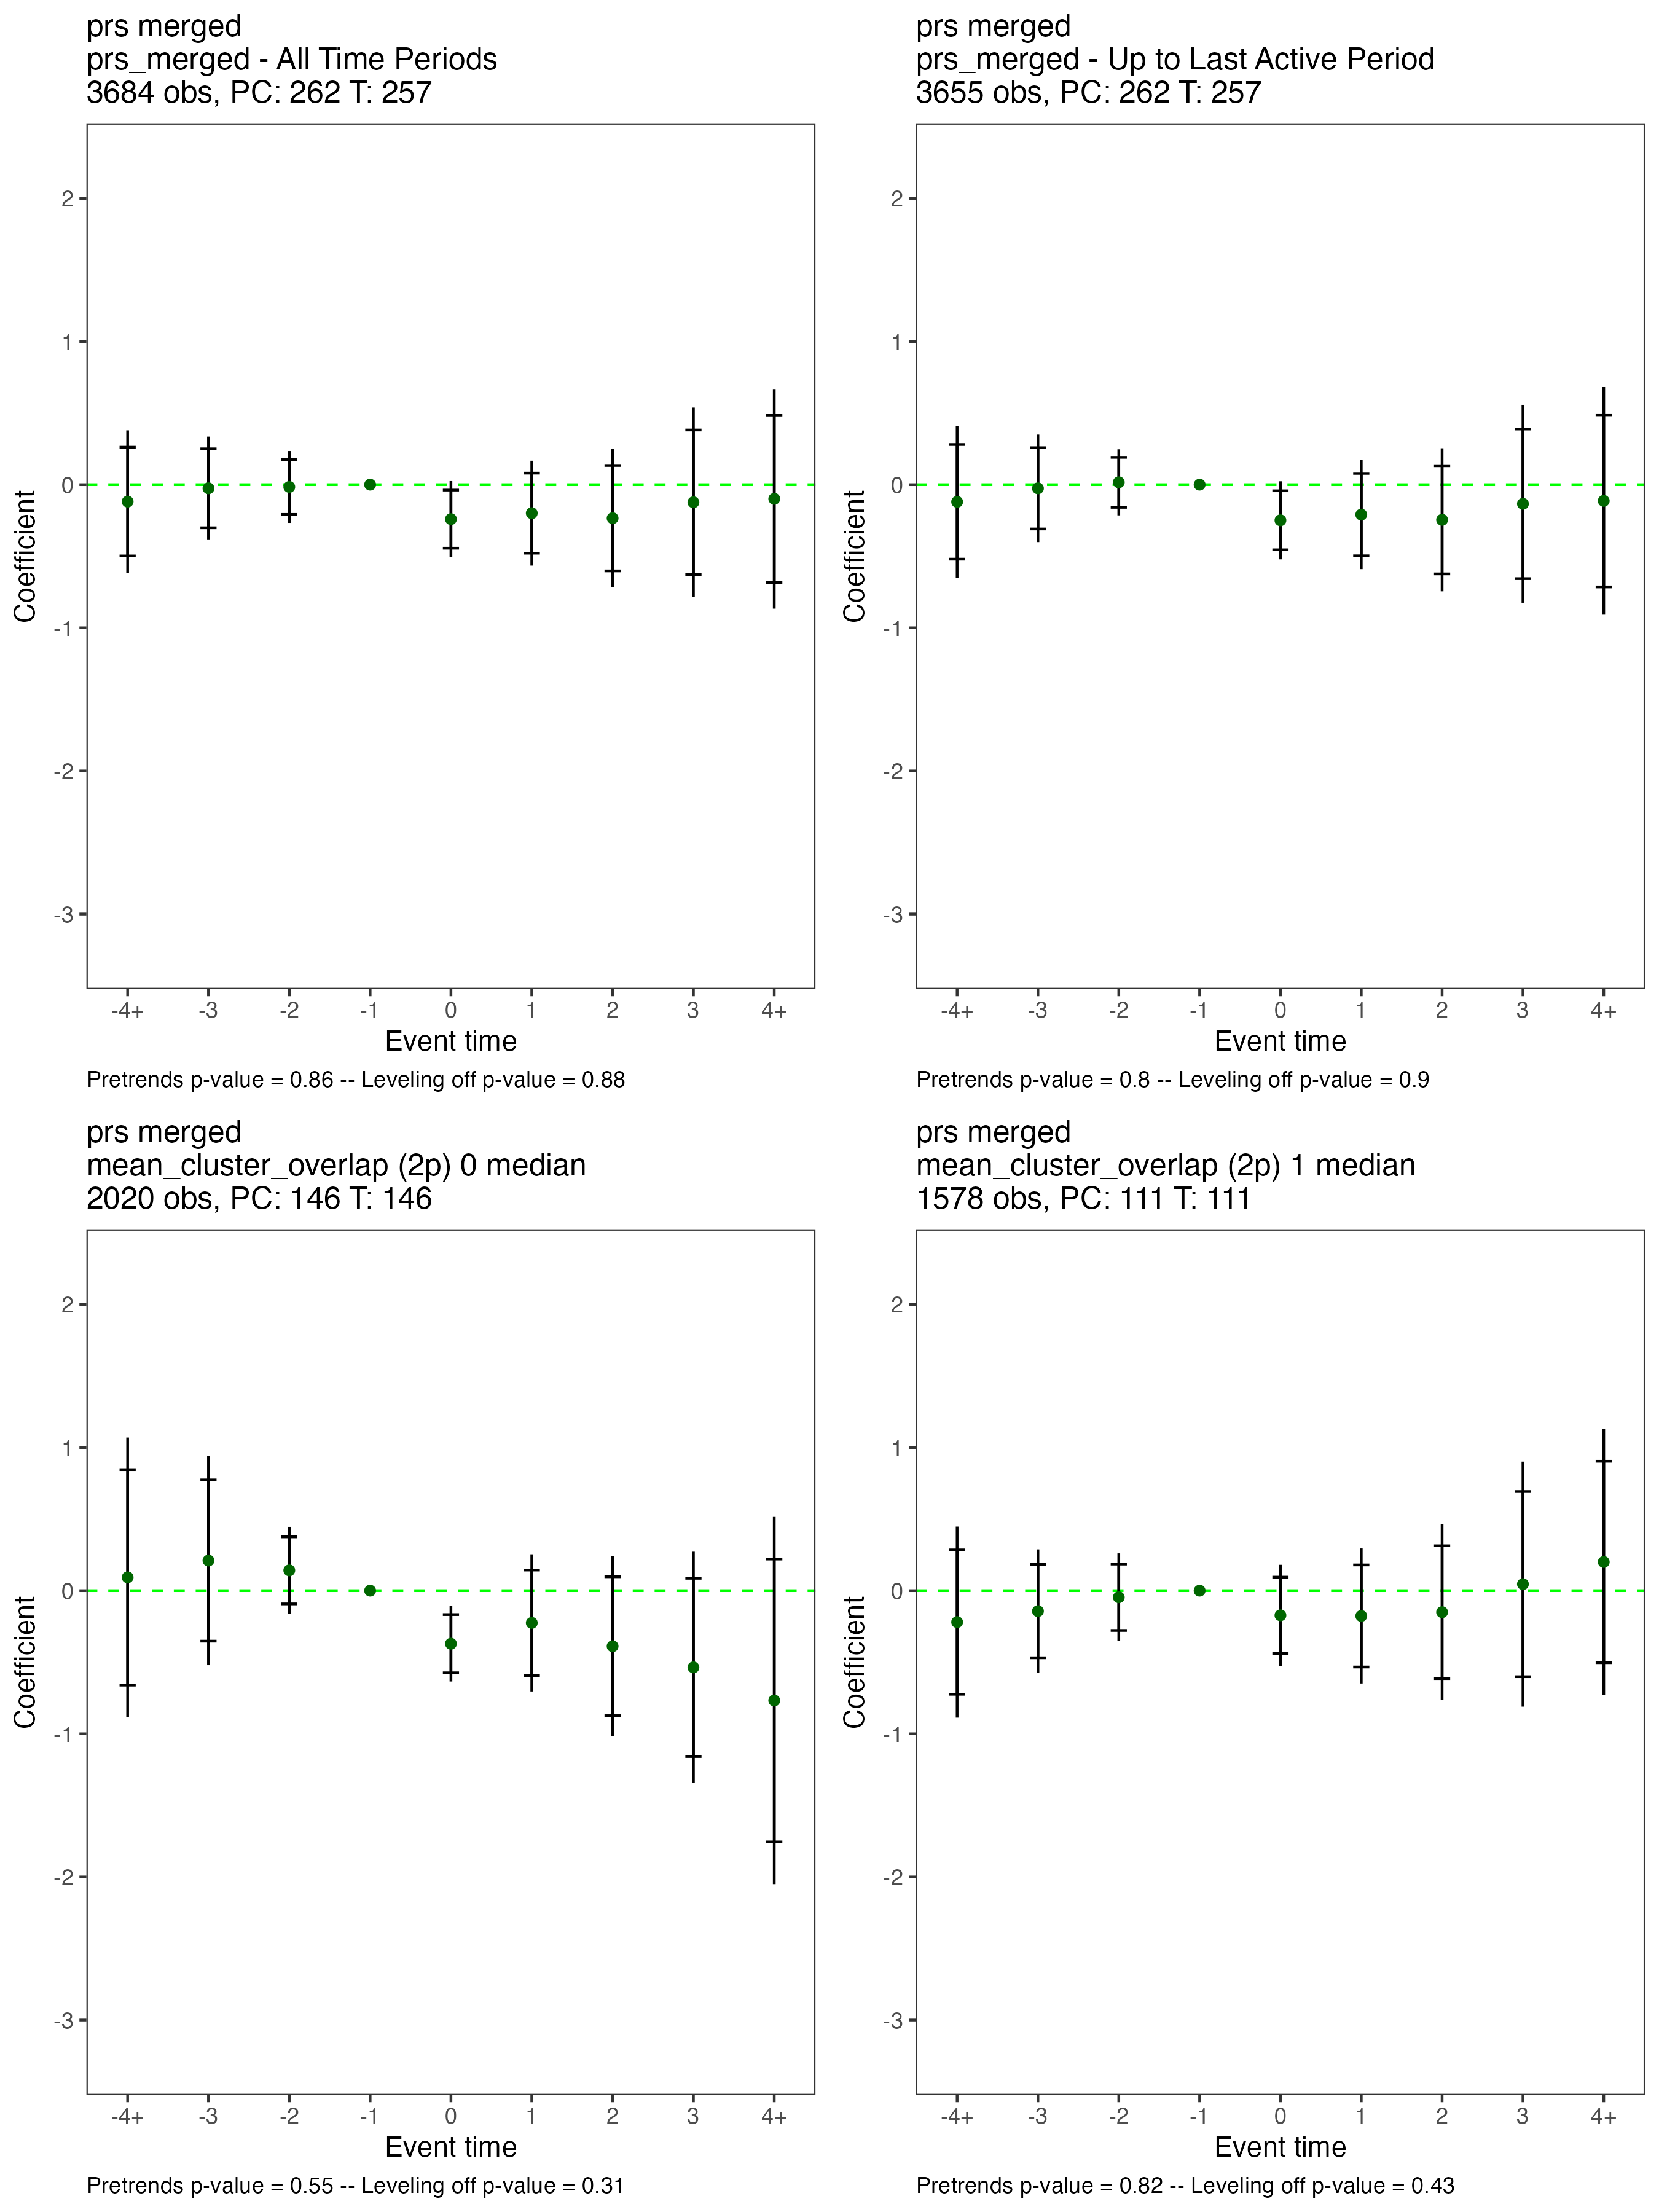 prs merged
prs_merged - All Time Periods
3684 obs, PC: 262 T: 257
2
1
0
-1
-2
-3
Coefficient
-4+ -3 -2 -1 0 1 2 3 4+
Event time
Pretrends p-value = 0.86 -- Leveling off p-value = 0.88
prs merged
prs_merged - Up to Last Active Period
3655 obs, PC: 262 T: 257
2
1
0
-1
-2
-3
Coefficient
-4+ -3 -2 -1 0 1 2 3 4+
Event time
Pretrends p-value = 0.8 -- Leveling off p-value = 0.9
prs merged
mean_cluster_overlap (2p) 0 median
2020 obs, PC: 146 T: 146
2
1
0
-1
-2
-3
Coefficient
-4+ -3 -2 -1 0 1 2 3 4+
Event time
Pretrends p-value = 0.55 -- Leveling off p-value = 0.31
prs merged
mean_cluster_overlap (2p) 1 median
1578 obs, PC: 111 T: 111
2
1
0
-1
-2
-3
Coefficient
-4+ -3 -2 -1 0 1 2 3 4+
Event time
Pretrends p-value = 0.82 -- Leveling off p-value = 0.43